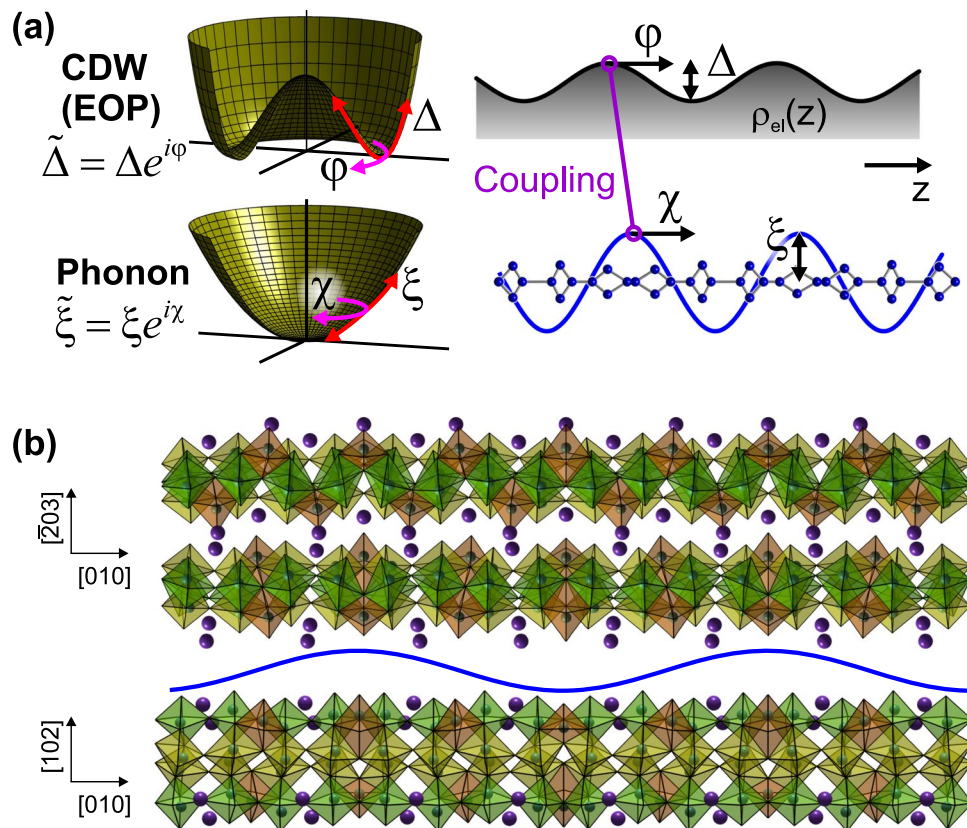 (a)
CDW
(EOP)
Δ̃ = Δe^{iφ}
Δ
φ
Phonon
ξ̃ = ξe^{iχ}
χ
ξ
φ
Δ
ρ_el(z)
Coupling
z
χ
ξ
(b)
[2̅03]
[010]
[102]
[010]